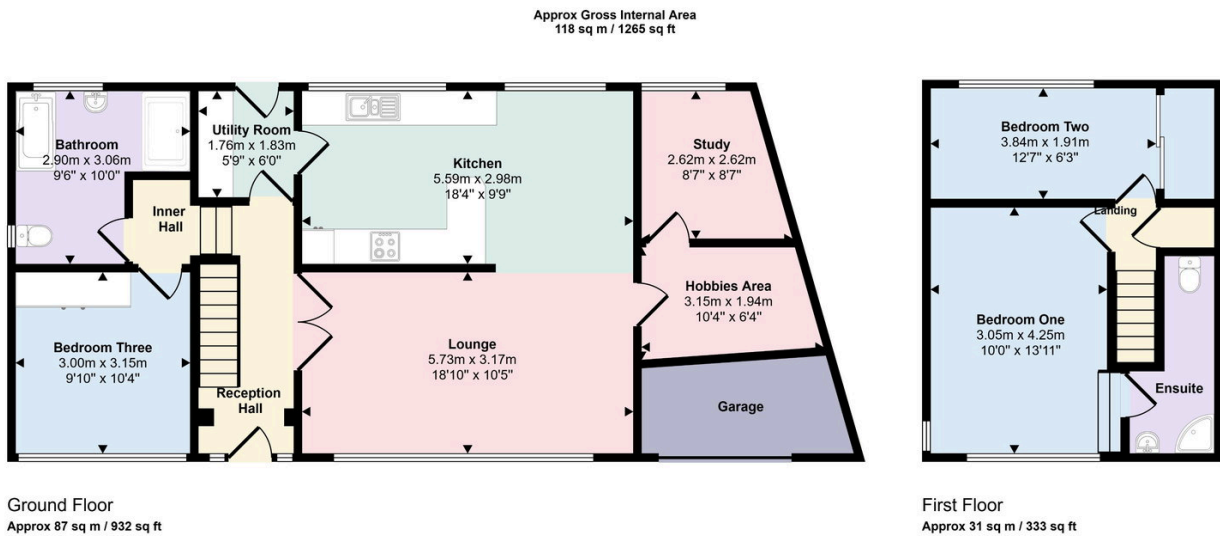 Approx Gross Internal Area
118 sq m / 1265 sq ft
Bathroom
2.90m x 3.06m
9'6" x 10'0"
Utility Room
1.76m x 1.83m
5'9" x 6'0"
Kitchen
5.59m x 2.98m
18'4" x 9'9"
Study
2.62m x 2.62m
8'7" x 8'7"
Inner
Hall
Hobbies Area
3.15m x 1.94m
10'4" x 6'4"
Bedroom Three
3.00m x 3.15m
9'10" x 10'4"
Lounge
5.73m x 3.17m
18'10" x 10'5"
Reception
Hall
Garage
Ground Floor
Approx 87 sq m / 932 sq ft
Bedroom Two
3.84m x 1.91m
12'7" x 6'3"
Landing
Bedroom One
3.05m x 4.25m
10'0" x 13'11"
Ensuite
First Floor
Approx 31 sq m / 333 sq ft